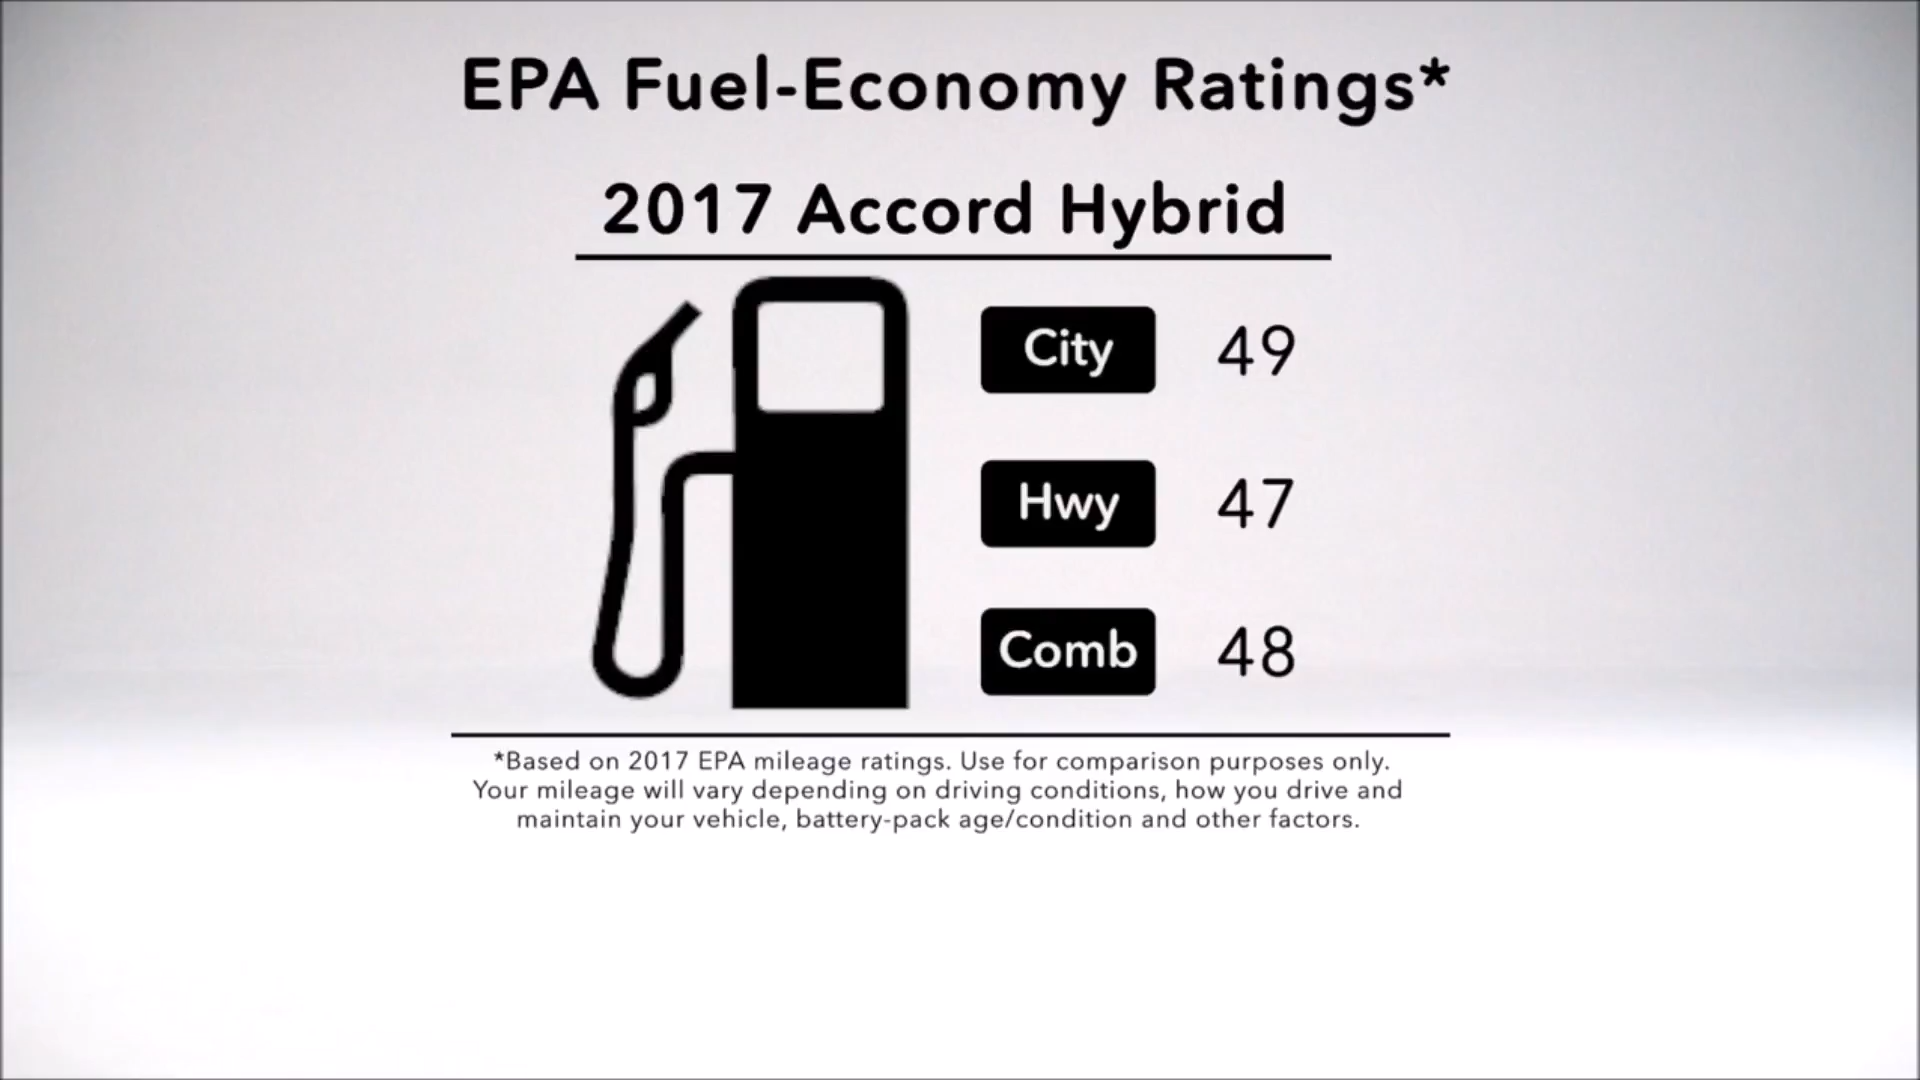 EPA Fuel-Economy Ratings*
2017 Accord Hybrid
City 49
Hwy 47
Comb 48
*Based on 2017 EPA mileage ratings. Use for comparison purposes only.
Your mileage will vary depending on driving conditions, how you drive and
maintain your vehicle, battery-pack age/condition and other factors.